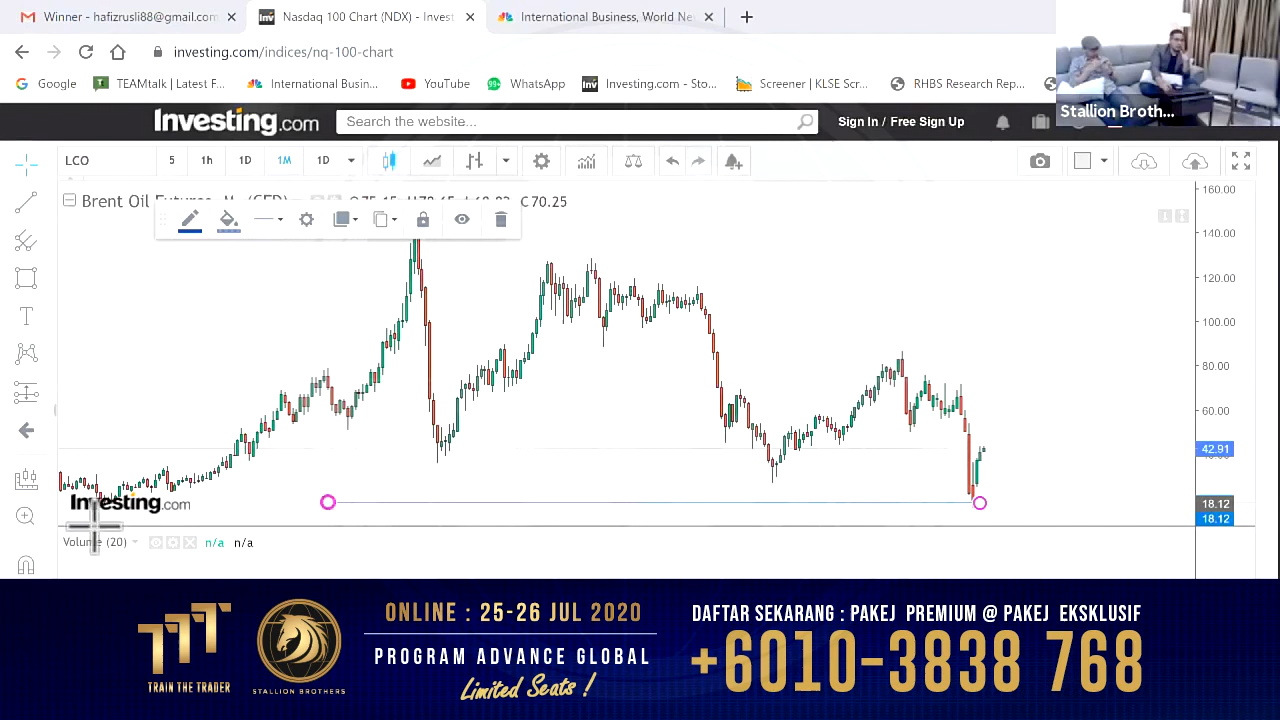 Winner - hafizrusli88@gmail.com
Nasdaq 100 Chart (NDX) - Invest
International Business, World Ne
investing.com/indices/nq-100-chart
Google
TEAMtalk | Latest F...
International Busin...
YouTube
WhatsApp
Investing.com - Sto...
Screener | KLSE Scr...
RHBS Research Rep...
Stallion Broth...
Investing.com
Search the website...
Sign In / Free Sign Up
LCO
5
1h
1D
1M
1D
Brent Oil Futures
C 70.25
160.00
140.00
120.00
100.00
80.00
60.00
42.91
18.12
18.12
Investing.com
Volume (20)
n/a
n/a
TTT
TRAIN THE TRADER
STALLION BROTHERS
ONLINE : 25-26 JUL 2020
PROGRAM ADVANCE GLOBAL
Limited Seats !
DAFTAR SEKARANG : PAKEJ PREMIUM @ PAKEJ EKSKLUSIF
+6010-3838 768